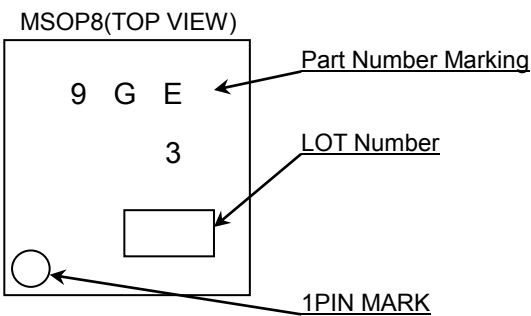 MSOP8(TOP VIEW)
Part Number Marking
9 G E
3
LOT Number
1PIN MARK